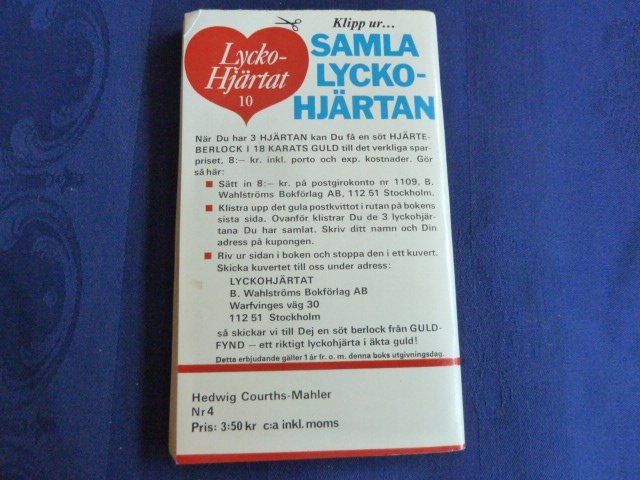 Klipp ur...
Lycko-
Hjärtat
10
SAMLA
LYCKO-
HJÄRTAN
När Du har 3 HJÄRTAN kan Du få en söt HJÄRTE-
BERLOCK I 18 KARATS GULD till det verkliga spar-
priset, 8:— kr. inkl. porto och exp. kostnader. Gör
så här:
■ Sätt in 8:— kr. på postgirokonto nr 1109, B.
Wahlströms Bokförlag AB, 112 51 Stockholm.
■ Klistra upp det gula postkvittot i rutan på bokens
sista sida. Ovanför klistrar Du de 3 lyckohjär-
tana Du har samlat. Skriv ditt namn och Din
adress på kupongen.
■ Riv ur sidan i boken och stoppa den i ett kuvert.
Skicka kuvertet till oss under adress:
LYCKOHJÄRTAT
B. Wahlströms Bokförlag AB
Warfvinges väg 30
112 51 Stockholm
så skickar vi till Dej en söt berlock från GULD-
FYND — ett riktigt lyckohjärta i äkta guld!
Detta erbjudande gäller 1 år fr. o. m. denna boks utgivningsdag.
Hedwig Courths-Mahler
Nr 4
Pris: 3:50 kr c:a inkl. moms